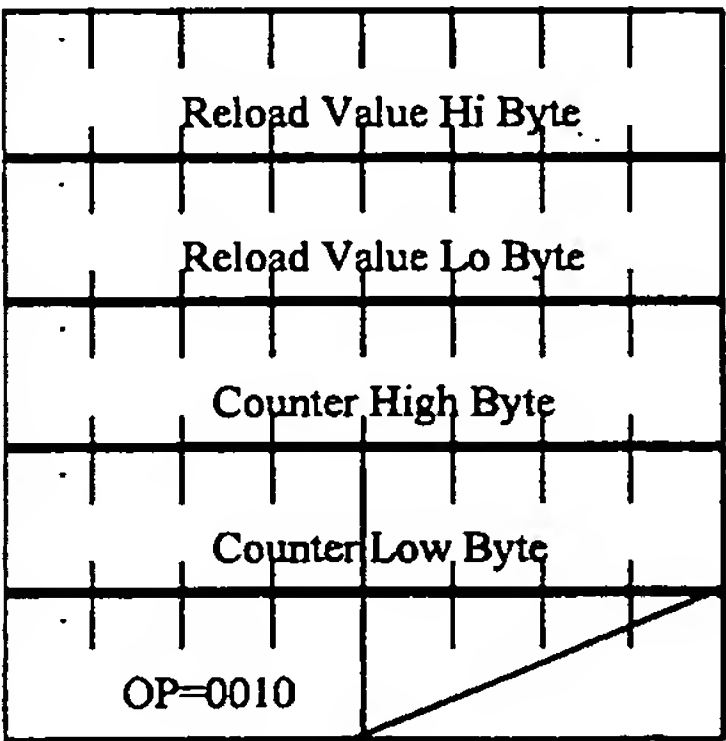 Reload Value Hi Byte
Reload Value Lo Byte
Counter High Byte
Counter Low Byte
OP=0010